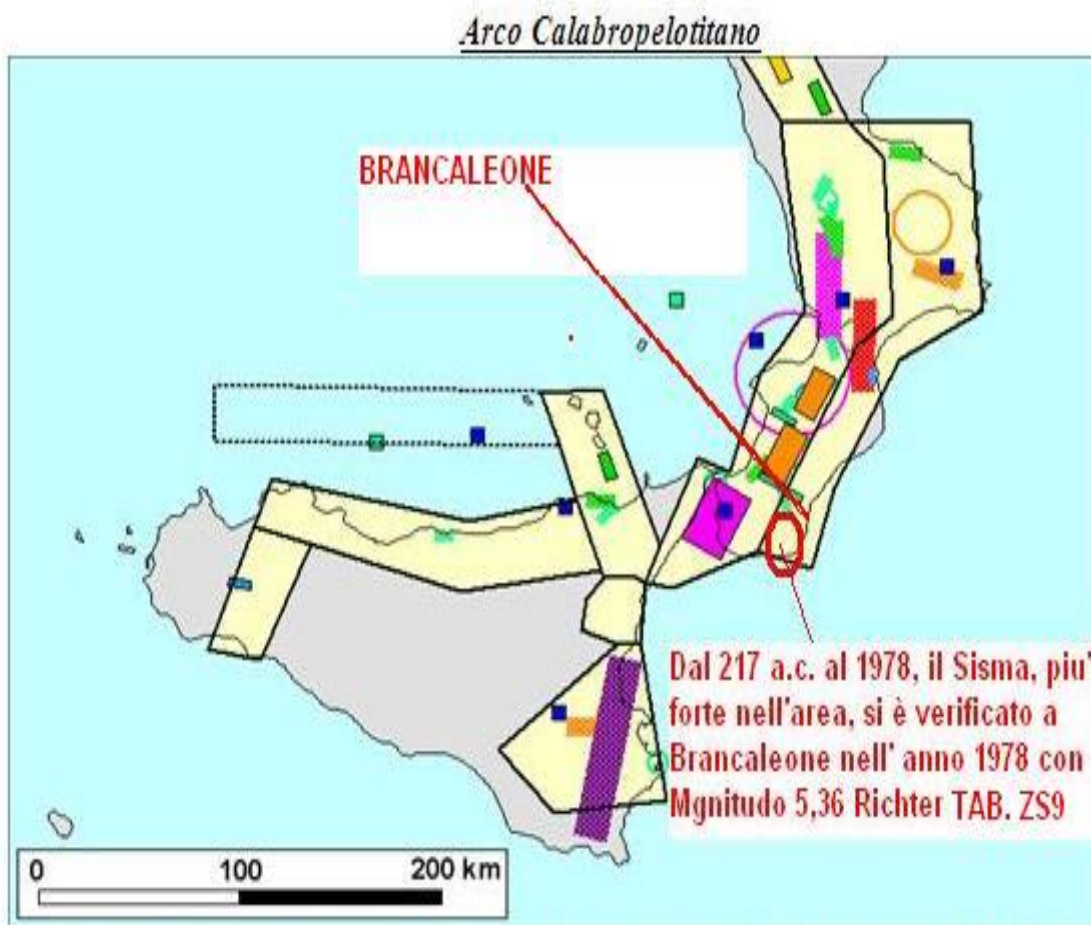 Arco Calabropelotitano
BRANCALEONE
Dal 217 a.c. al 1978, il Sisma, piu'
forte nell'area, si è verificato a
Brancaleone nell' anno 1978 con
Mgnitudo 5,36 Richter TAB. ZS9
0 100 200 km